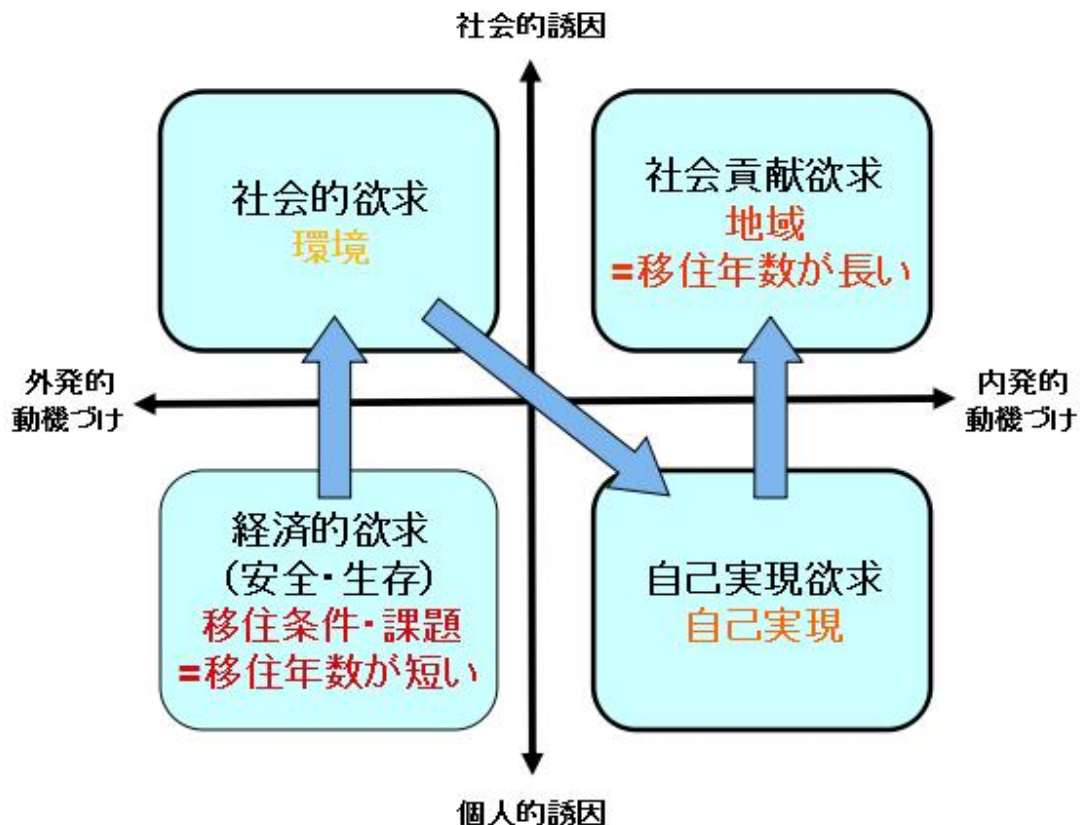 社会的誘因
社会的欲求
環境
社会貢献欲求
地域
=移住年数が長い
外発的
動機づけ
内発的
動機づけ
経済的欲求
(安全・生存)
移住条件・課題
=移住年数が短い
自己実現欲求
自己実現
個人的誘因